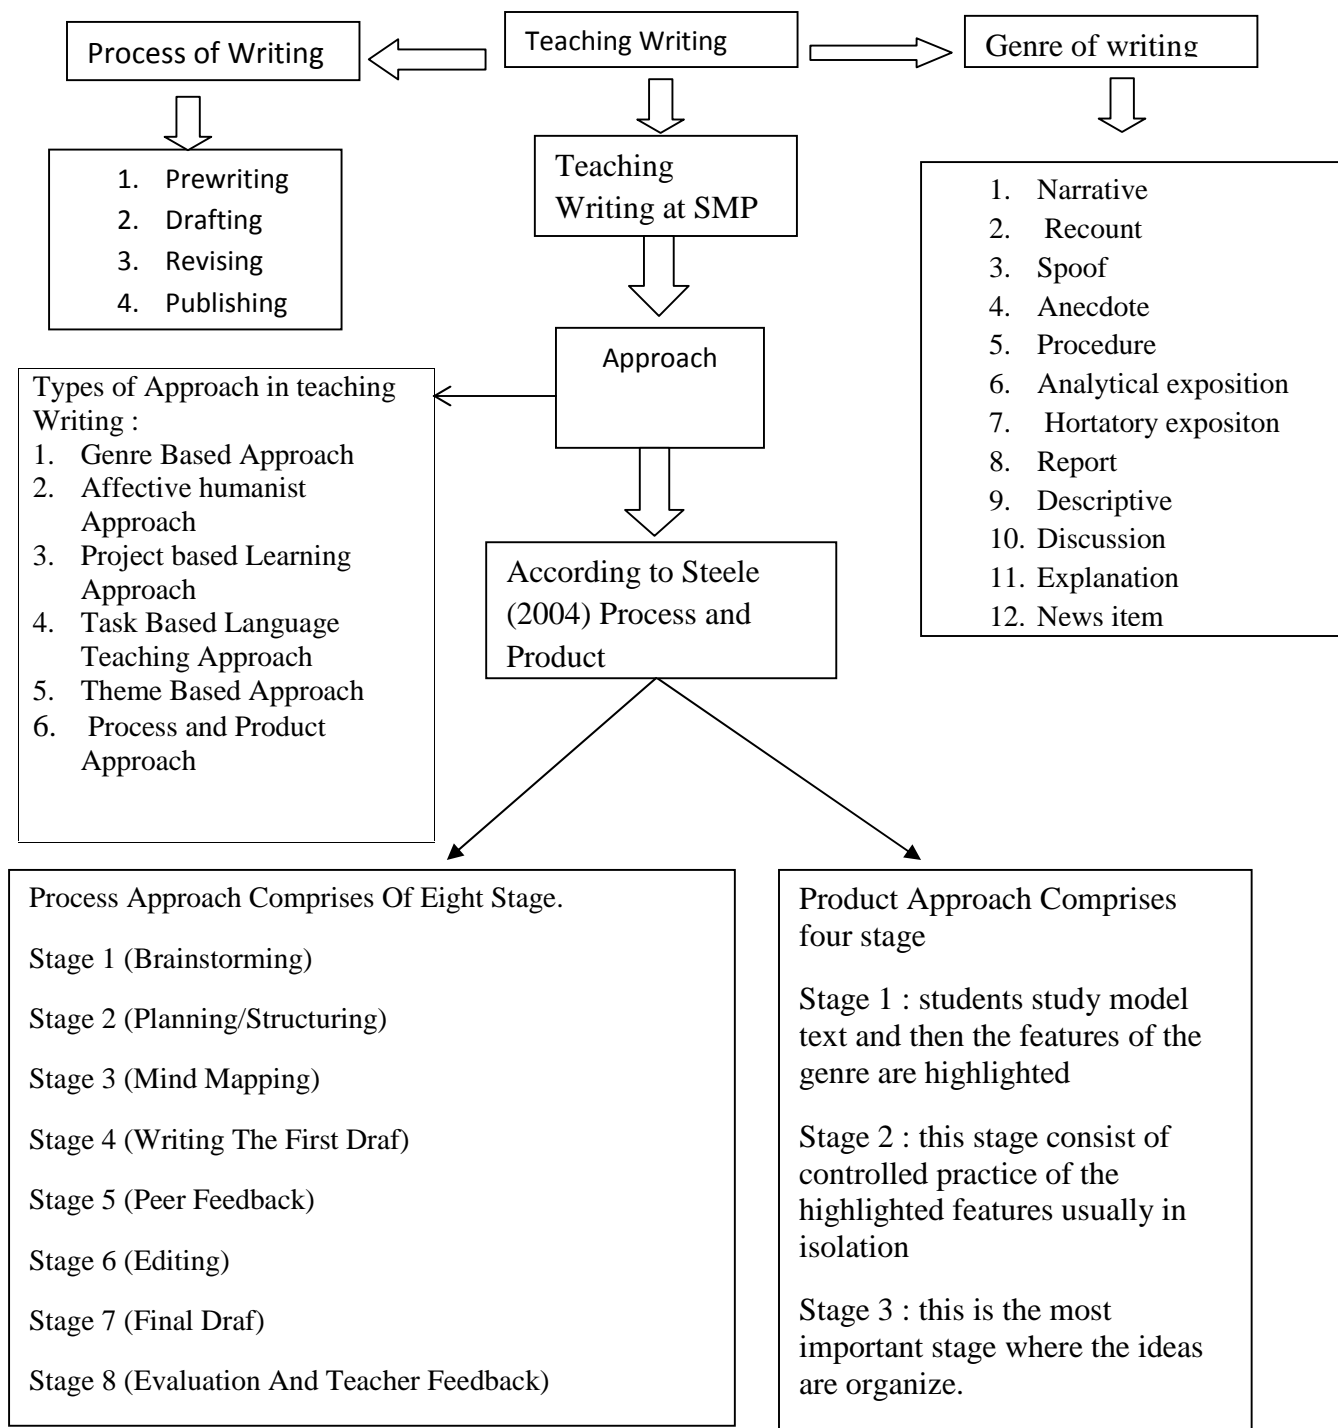 Process of Writing
Teaching Writing
Genre of writing
1. Prewriting
2. Drafting
3. Revising
4. Publishing
Teaching
Writing at SMP
1. Narrative
2. Recount
3. Spoof
4. Anecdote
5. Procedure
6. Analytical exposition
7. Hortatory expositon
8. Report
9. Descriptive
10. Discussion
11. Explanation
12. News item
Approach
Types of Approach in teaching
Writing :
1. Genre Based Approach
2. Affective humanist
Approach
3. Project based Learning
Approach
4. Task Based Language
Teaching Approach
5. Theme Based Approach
6. Process and Product
Approach
According to Steele
(2004) Process and
Product
Process Approach Comprises Of Eight Stage.
Stage 1 (Brainstorming)
Stage 2 (Planning/Structuring)
Stage 3 (Mind Mapping)
Stage 4 (Writing The First Draf)
Stage 5 (Peer Feedback)
Stage 6 (Editing)
Stage 7 (Final Draf)
Stage 8 (Evaluation And Teacher Feedback)
Product Approach Comprises
four stage
Stage 1 : students study model
text and then the features of the
genre are highlighted
Stage 2 : this stage consist of
controlled practice of the
highlighted features usually in
isolation
Stage 3 : this is the most
important stage where the ideas
are organize.